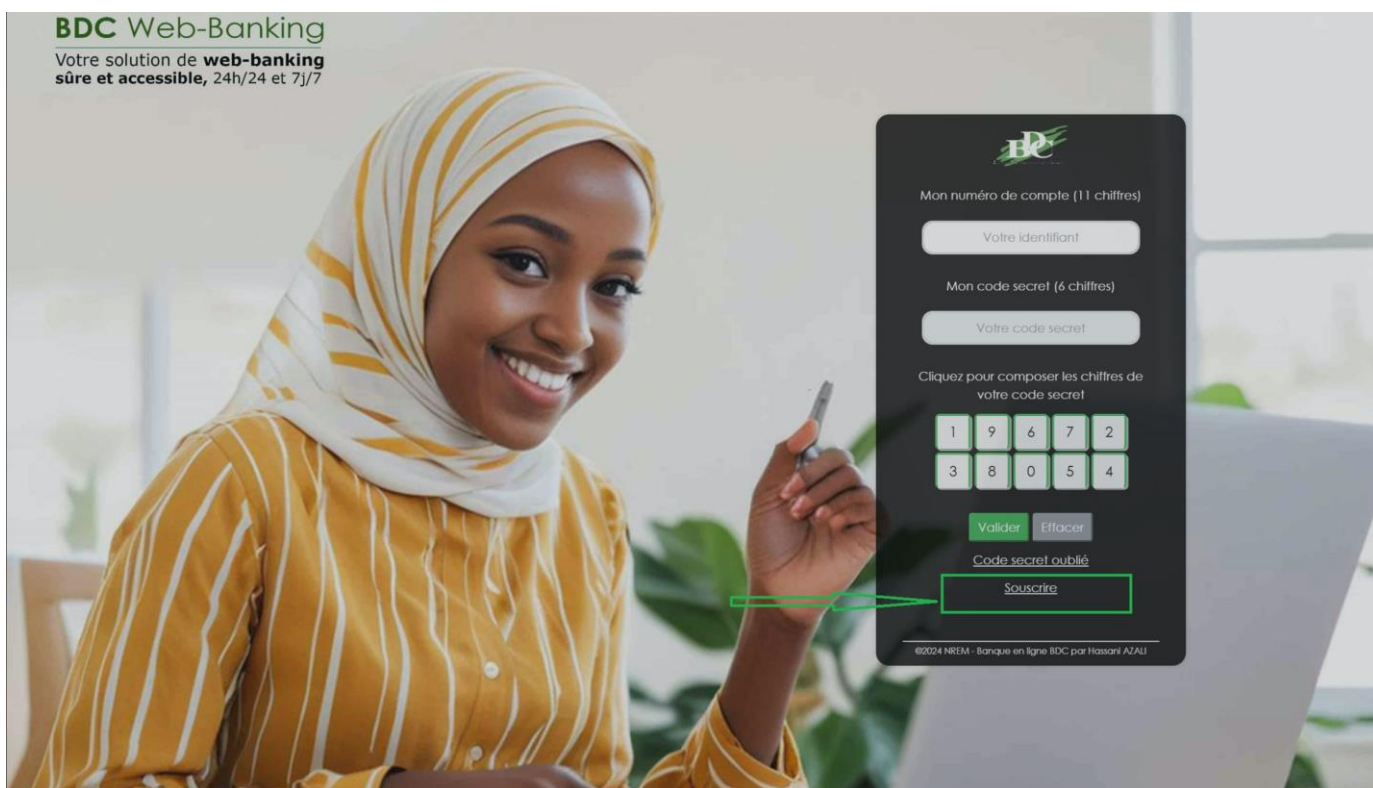 BDC Web-Banking
Votre solution de web-banking
sûre et accessible, 24h/24 et 7j/7
BDC
Mon numéro de compte (11 chiffres)
Votre identifiant
Mon code secret (6 chiffres)
Votre code secret
Cliquez pour composer les chiffres de
votre code secret
1 9 6 7 2
3 8 0 5 4
Valider Effacer
Code secret oublié
Souscrire
©2024 NREM - Banque en ligne BDC par Hassani AZALI